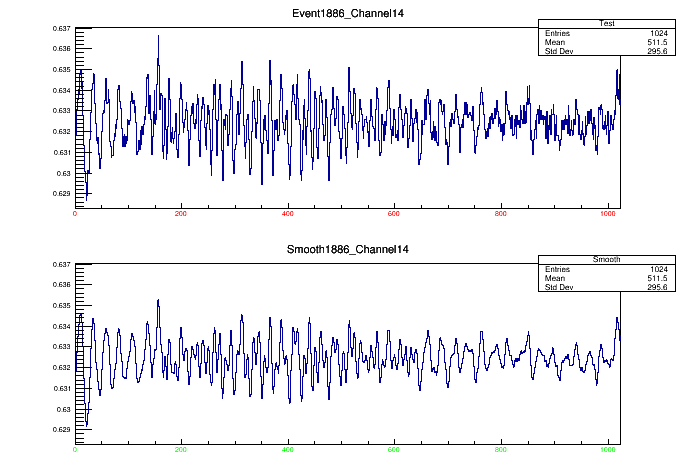 Event1886_Channel14
Test
Entries 1024
Mean 511.5
Std Dev 295.6
0.637
0.636
0.635
0.634
0.633
0.632
0.631
0.63
0.629
0 200 400 600 800 1000
Smooth1886_Channel14
Smooth
Entries 1024
Mean 511.5
Std Dev 295.6
0.637
0.636
0.635
0.634
0.633
0.632
0.631
0.63
0.629
0 200 400 600 800 1000